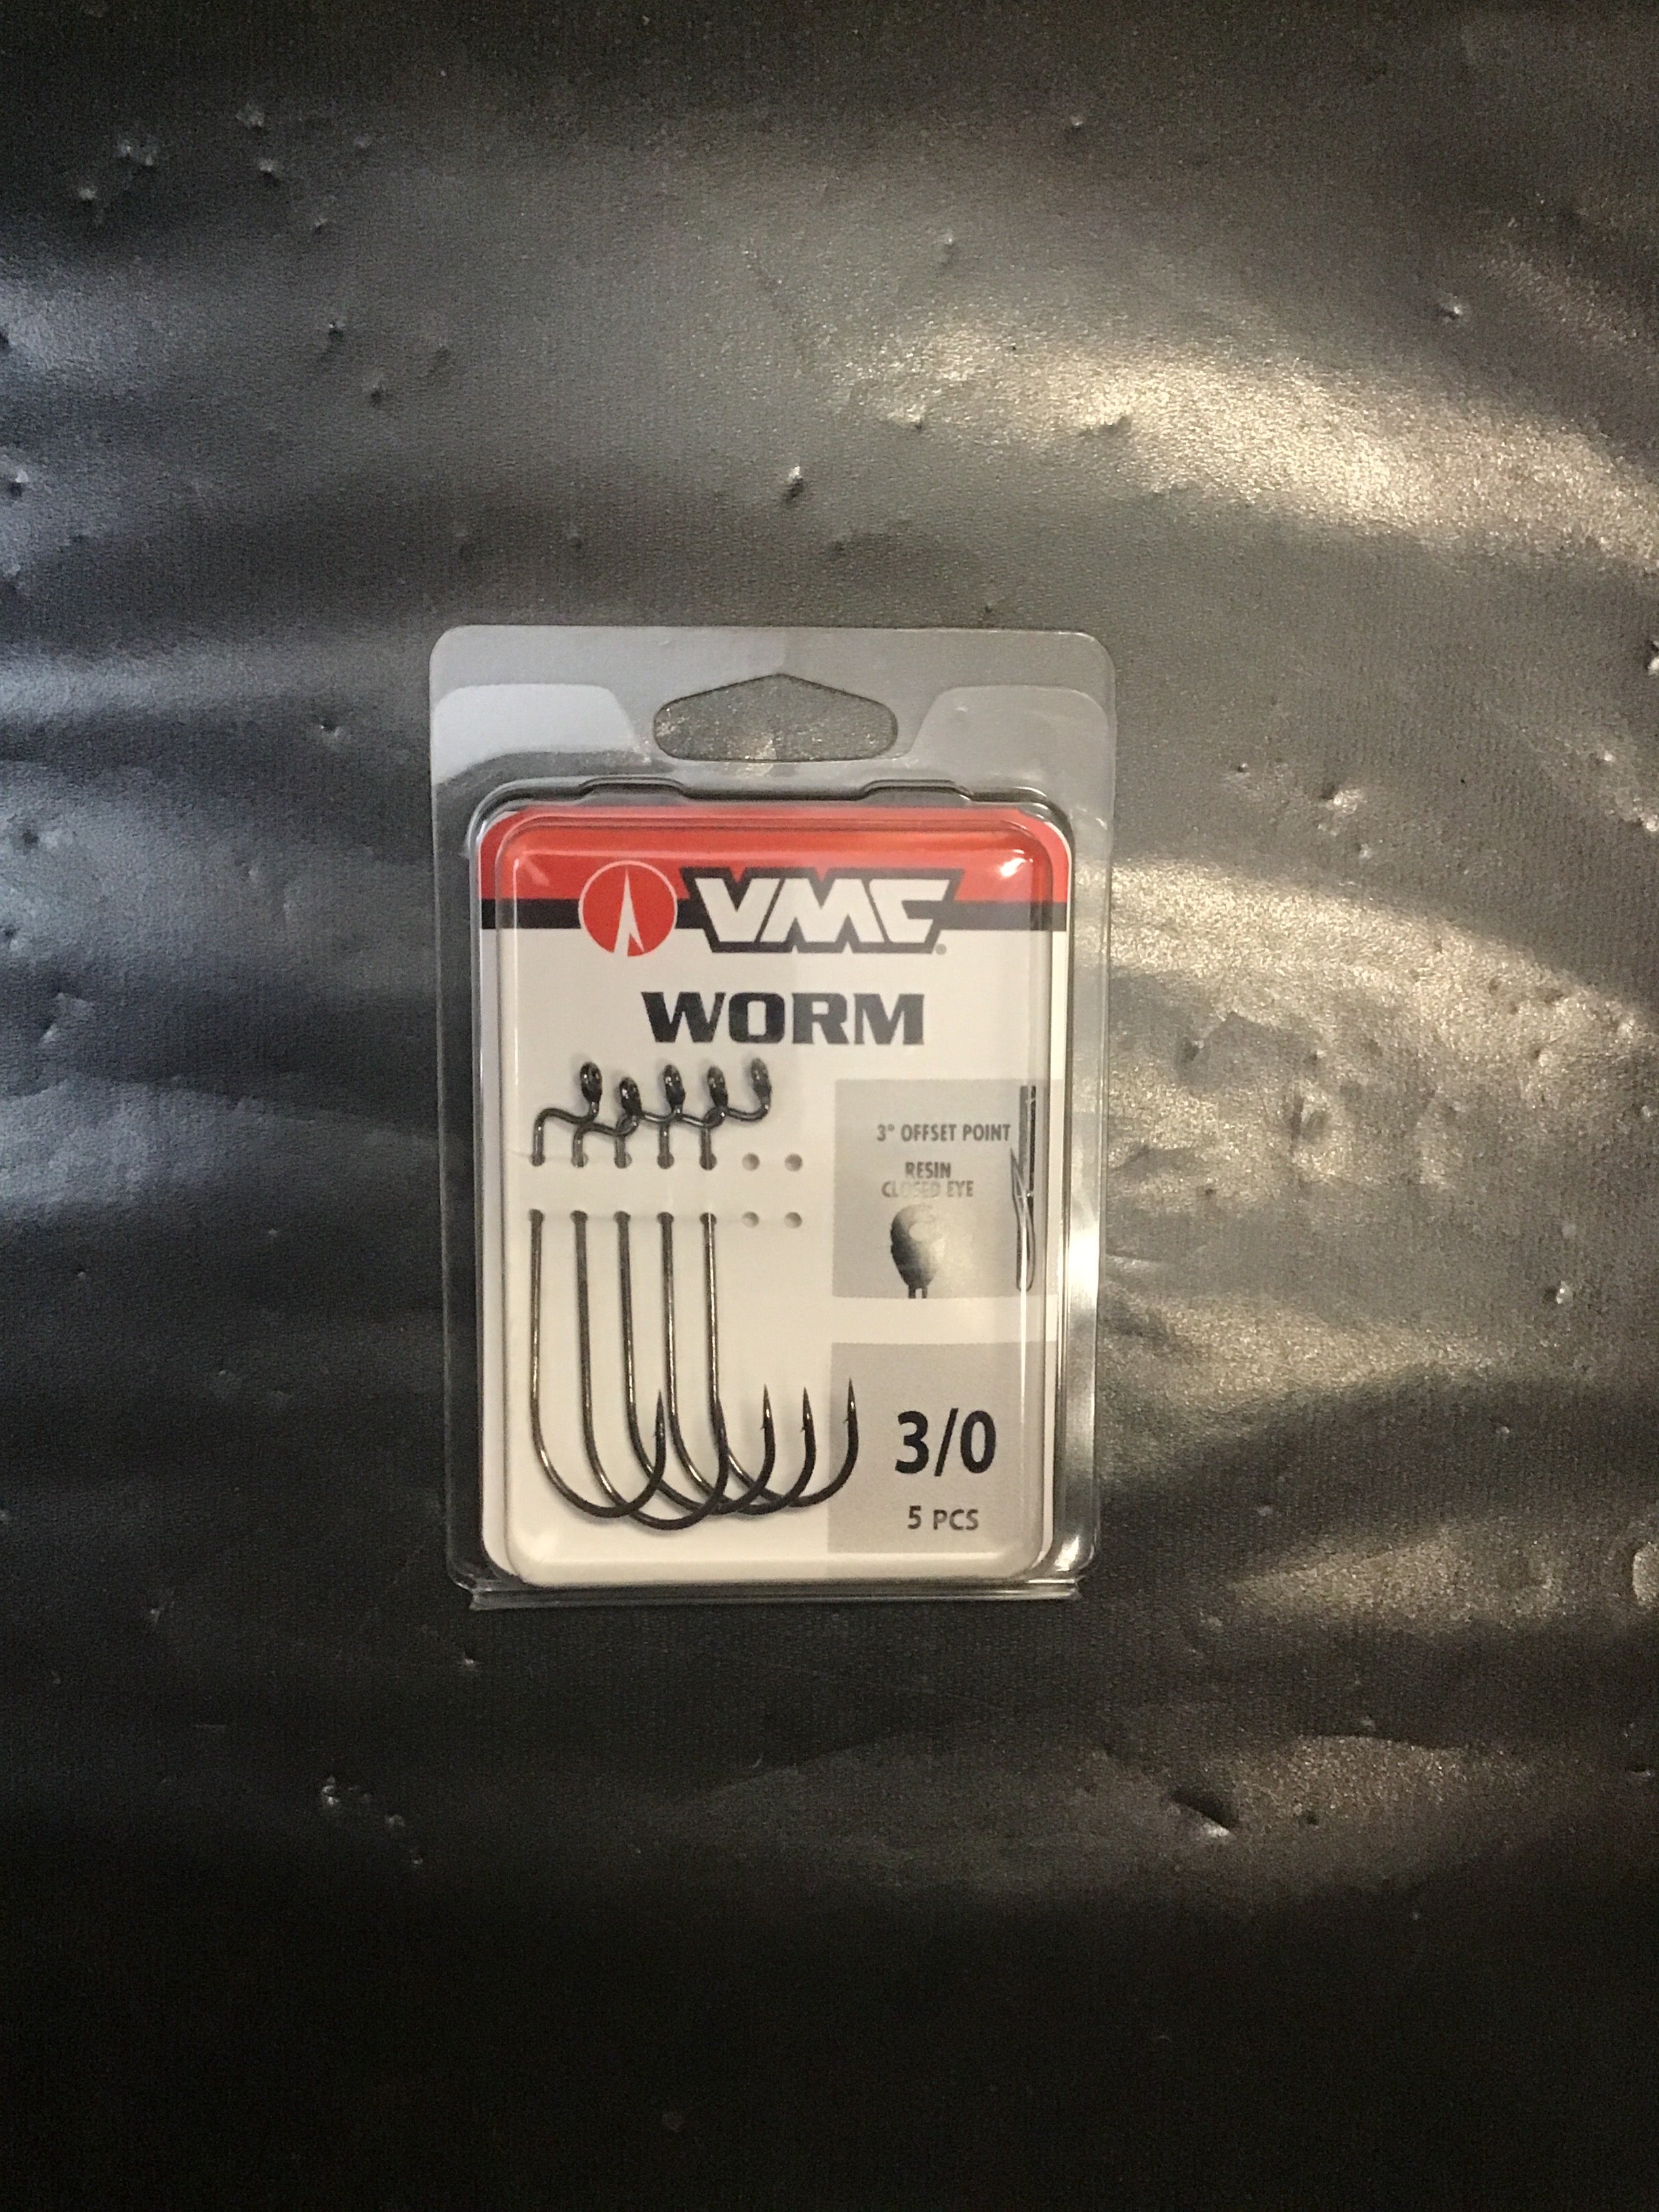 VMC
WORM
3° OFFSET POINT
RESIN
CLOSED EYE
3/0
5 PCS